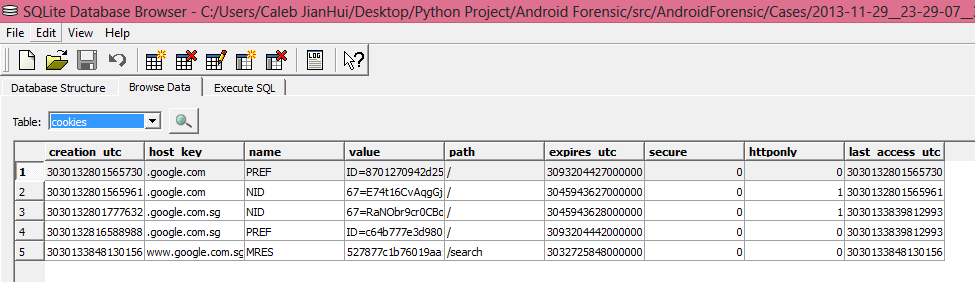 SQLite Database Browser - C:/Users/Caleb JianHui/Desktop/Python Project/Android Forensic/src/AndroidForensic/Cases/2013-11-29__23-29-07__
File Edit View Help
LOG
Database Structure Browse Data Execute SQL
Table: cookies
creation_utc host_key name value path expires_utc secure httponly last_access_utc
1 3030132801565730 .google.com PREF ID=8701270942d25 / 3093204427000000 0 0 3030132801565730
2 3030132801565961 .google.com NID 67=E74t16CvAqgGj / 3045943627000000 0 1 3030132801565961
3 3030132801777632 .google.com.sg NID 67=RaNObr9cr0CBc / 3045943628000000 0 1 3030133839812993
4 3030132816588988 .google.com.sg PREF ID=c64b777e3d980 / 3093204442000000 0 0 3030133839812993
5 3030133848130156 www.google.com.sg MRES 527877c1b76019aa /search 3032725848000000 0 0 3030133848130156